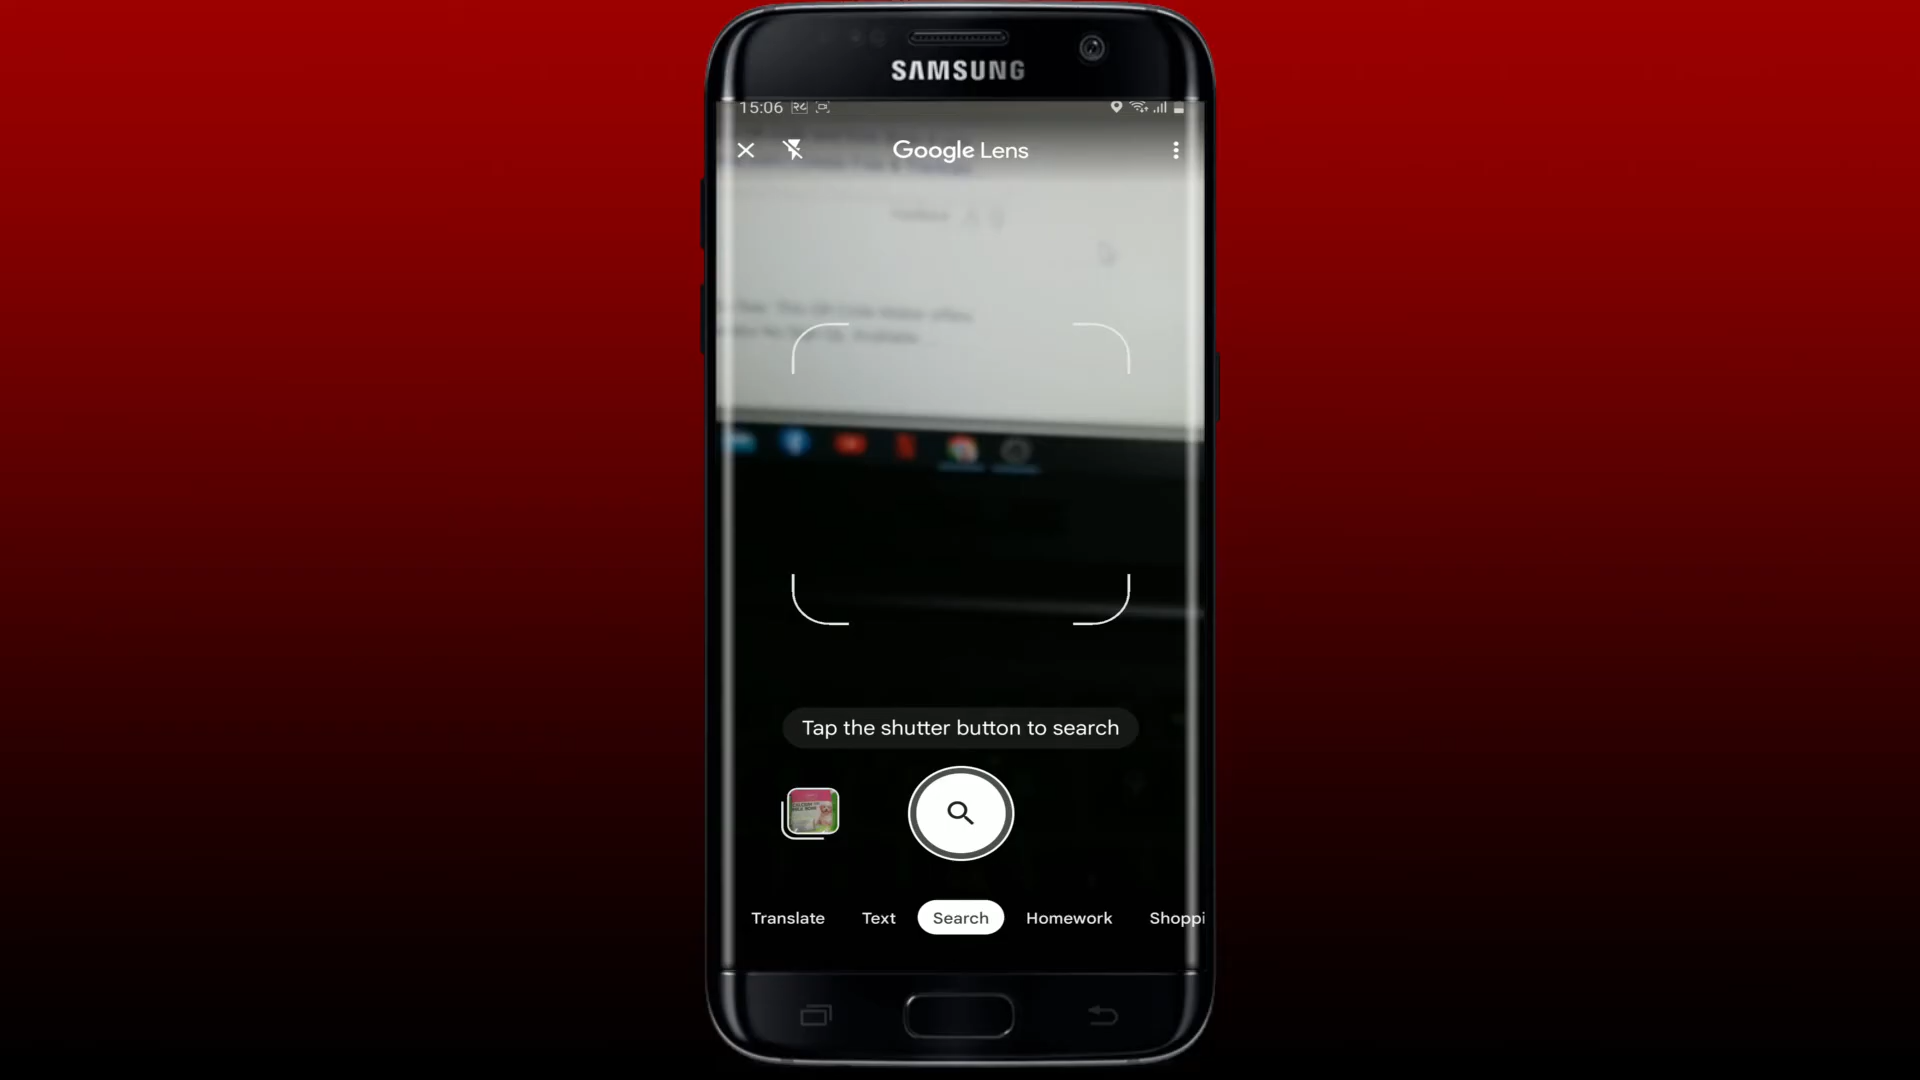 SAMSUNG
15:06
Google Lens
Tap the shutter button to search
Translate Text Search Homework Shoppi